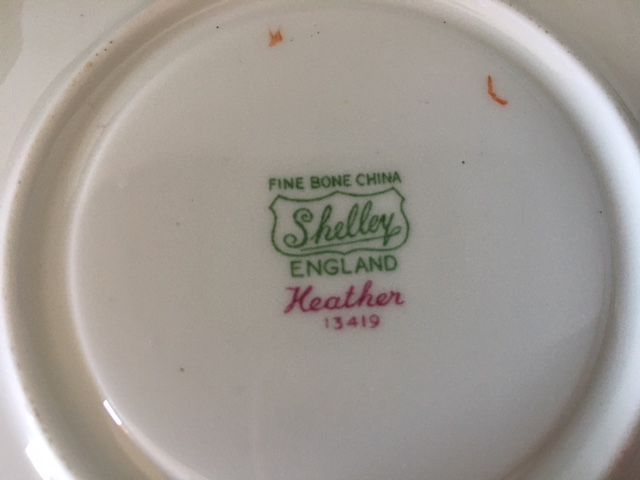 FINE BONE CHINA
Shelley
ENGLAND
Heather
13419